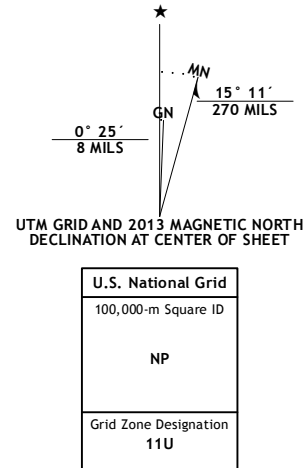 ★
MN
GN
15° 11´
270 MILS
0° 25´
8 MILS
UTM GRID AND 2013 MAGNETIC NORTH
DECLINATION AT CENTER OF SHEET
U.S. National Grid
100,000-m Square ID
NP
Grid Zone Designation
11U